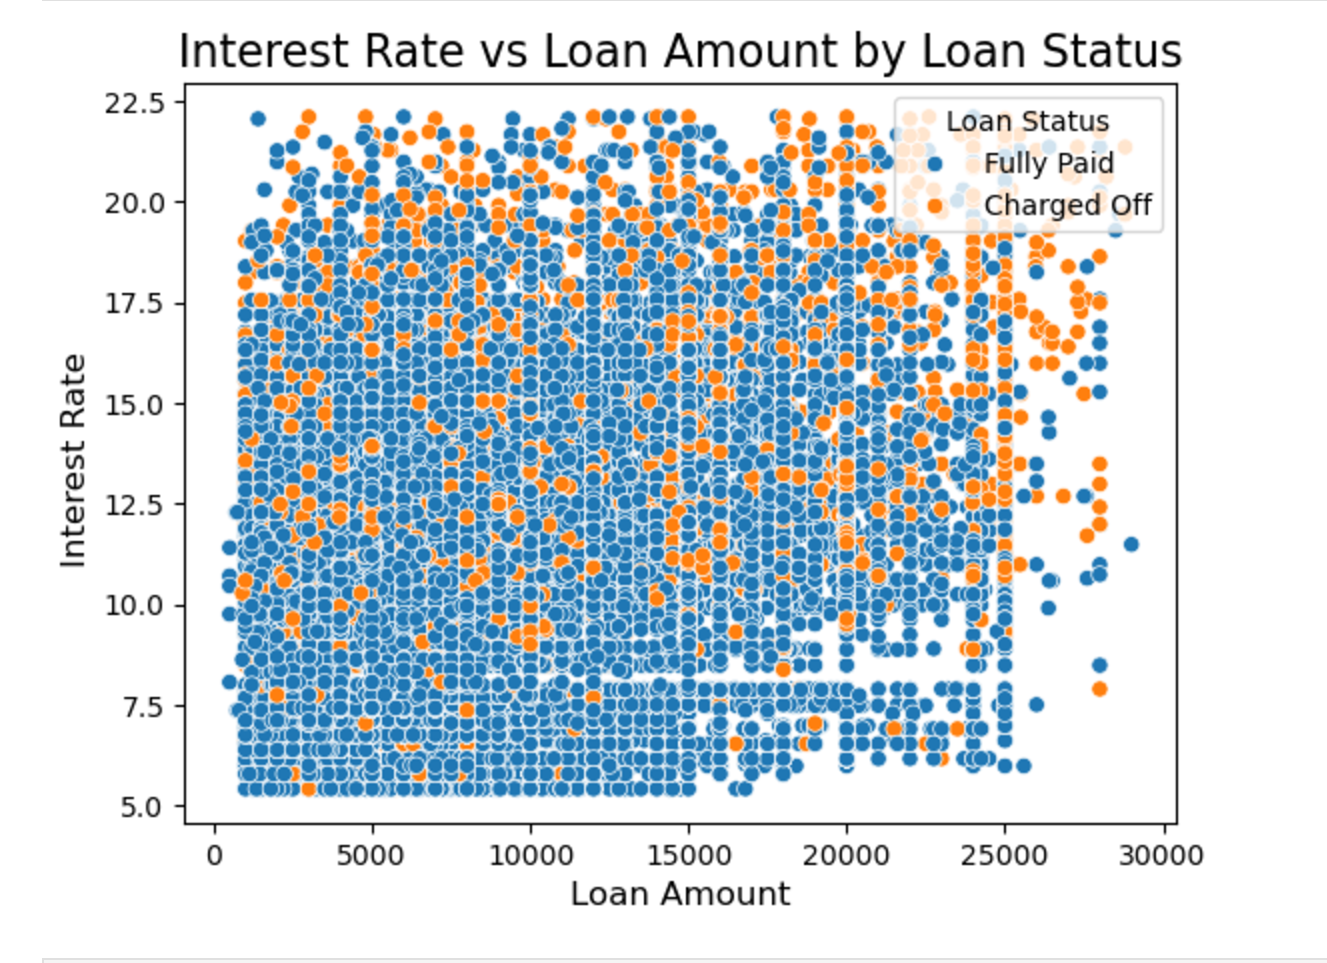 Interest Rate vs Loan Amount by Loan Status
22.5
Loan Status
Fully Paid
Charged Off
20.0
17.5
15.0
12.5
10.0
7.5
5.0
Interest Rate
0 5000 10000 15000 20000 25000 30000
Loan Amount